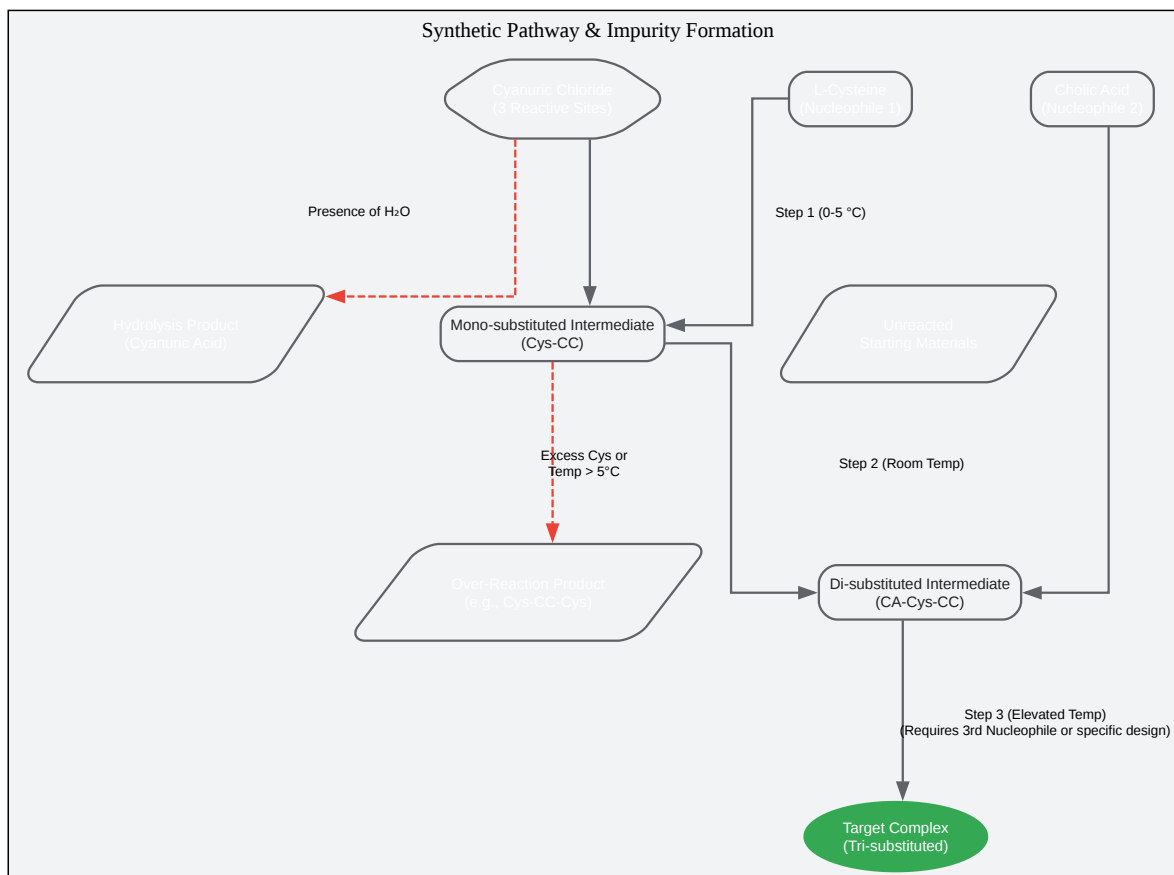 Synthetic Pathway & Impurity Formation
Cyanuric Chloride
(3 Reactive Sites)
L-Cysteine
(Nucleophile 1)
Cholic Acid
(Nucleophile 2)
Presence of H₂O
Step 1 (0-5 °C)
Hydrolysis Product
(Cyanuric Acid)
Mono-substituted Intermediate
(Cys-CC)
Unreacted
Starting Materials
Excess Cys or
Temp > 5°C
Step 2 (Room Temp)
Over-Reaction Product
(e.g., Cys-CC-Cys)
Di-substituted Intermediate
(CA-Cys-CC)
Step 3 (Elevated Temp)
(Requires 3rd Nucleophile or specific design)
Target Complex
(Tri-substituted)